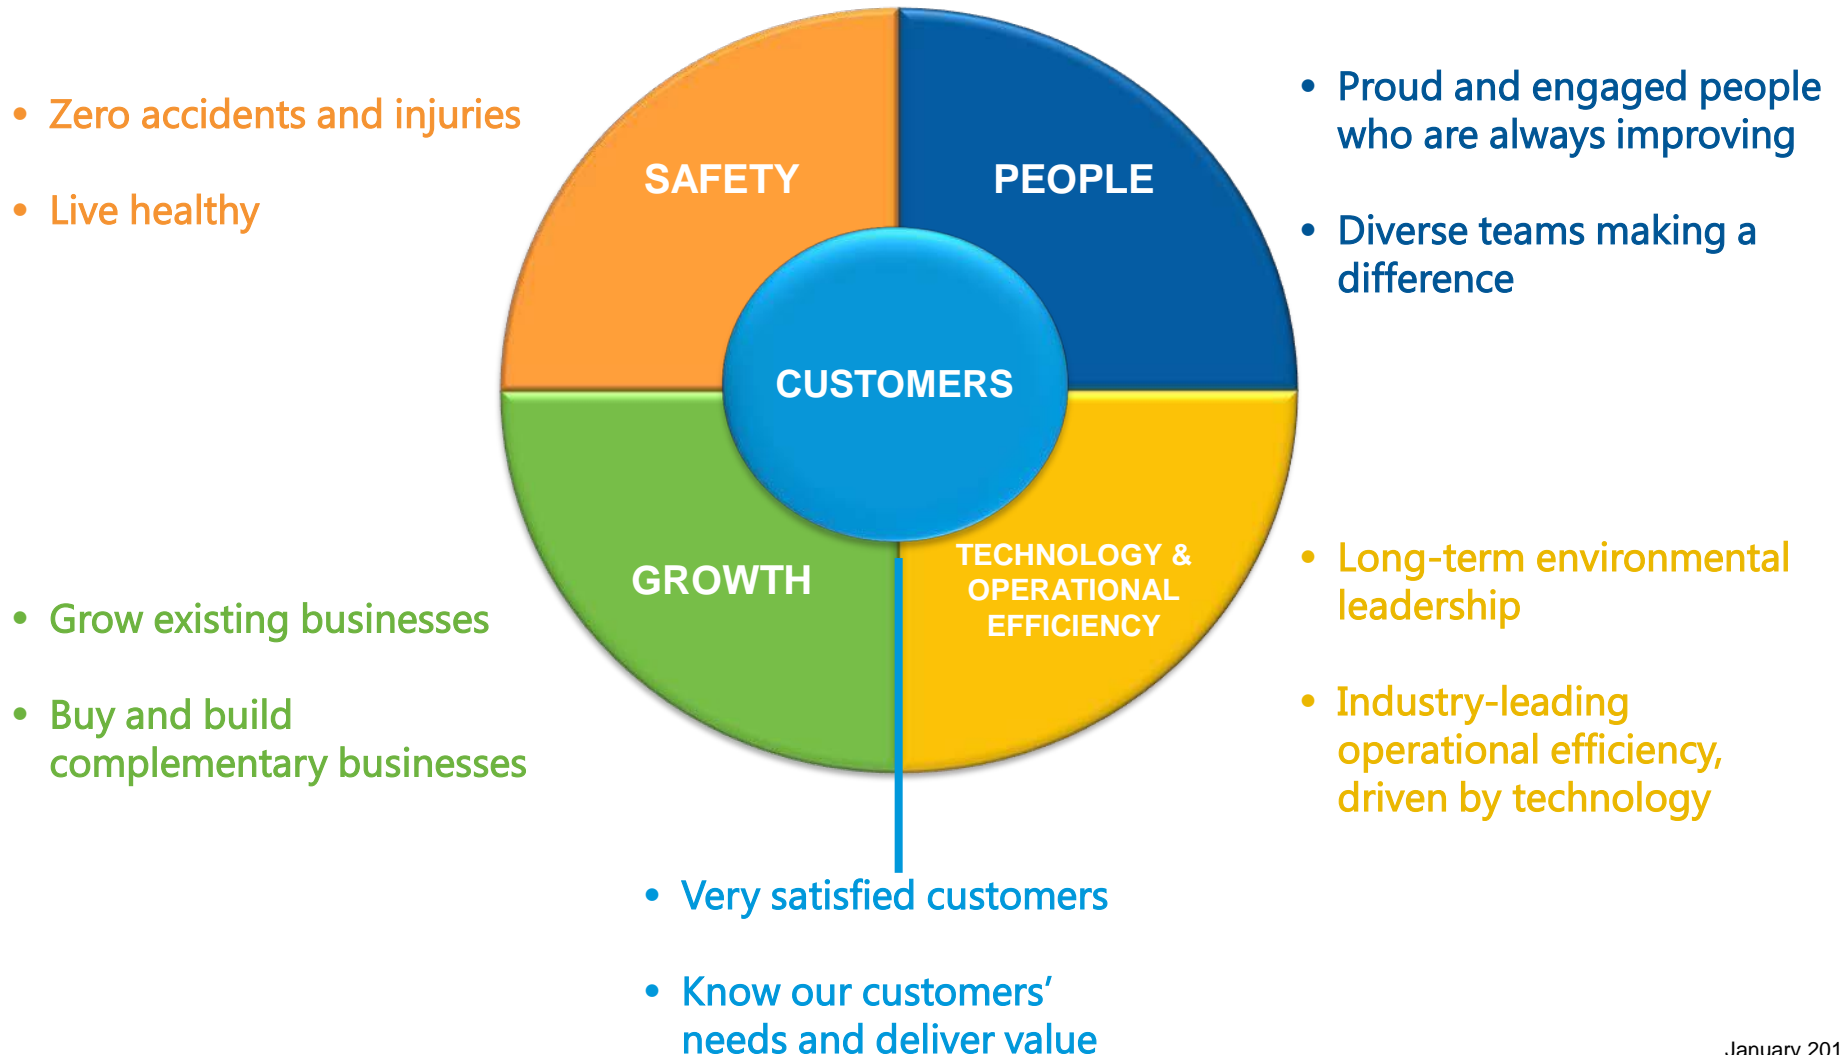 • Zero accidents and injuries
• Live healthy
SAFETY
PEOPLE
• Proud and engaged people
who are always improving
• Diverse teams making a
difference
CUSTOMERS
• Grow existing businesses
• Buy and build
complementary businesses
GROWTH
TECHNOLOGY &
OPERATIONAL
EFFICIENCY
• Long-term environmental
leadership
• Industry-leading
operational efficiency,
driven by technology
• Very satisfied customers
• Know our customers’
needs and deliver value
January 201